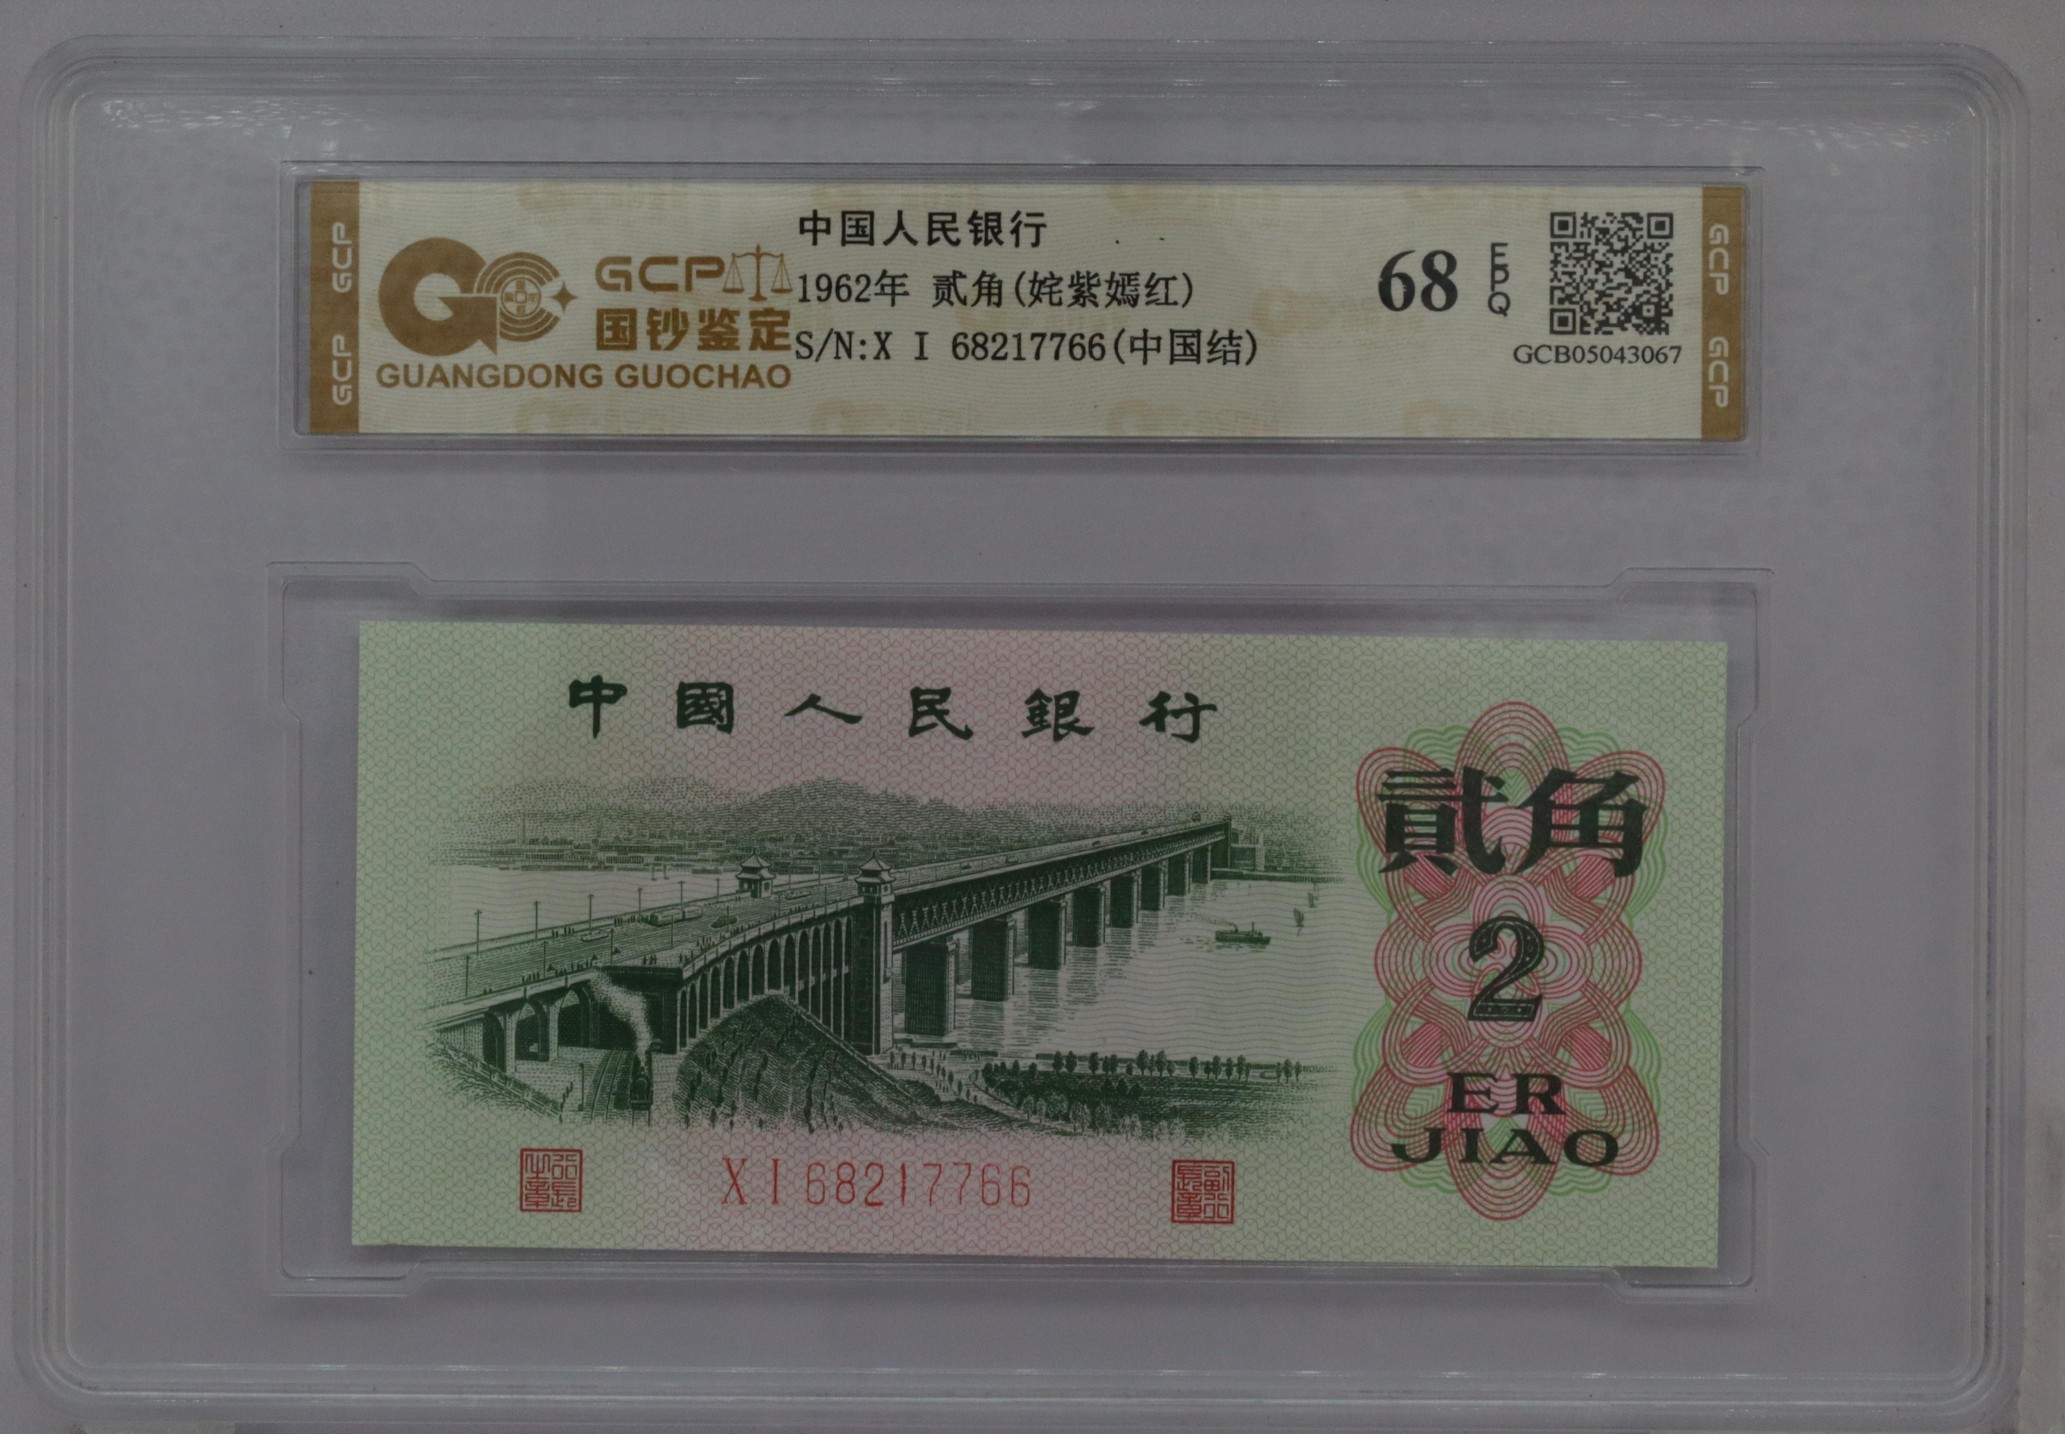 GCP
GCP
GCP
国钞鉴定
GUANGDONG GUOCHAO
中国人民银行
1962年 贰角(姹紫嫣红)
S/N:X I 68217766(中国结)
68
EPQ
GCB05043067
GCP
GCP
中國人民銀行
貳角
2
ER
JIAO
X I 68217766